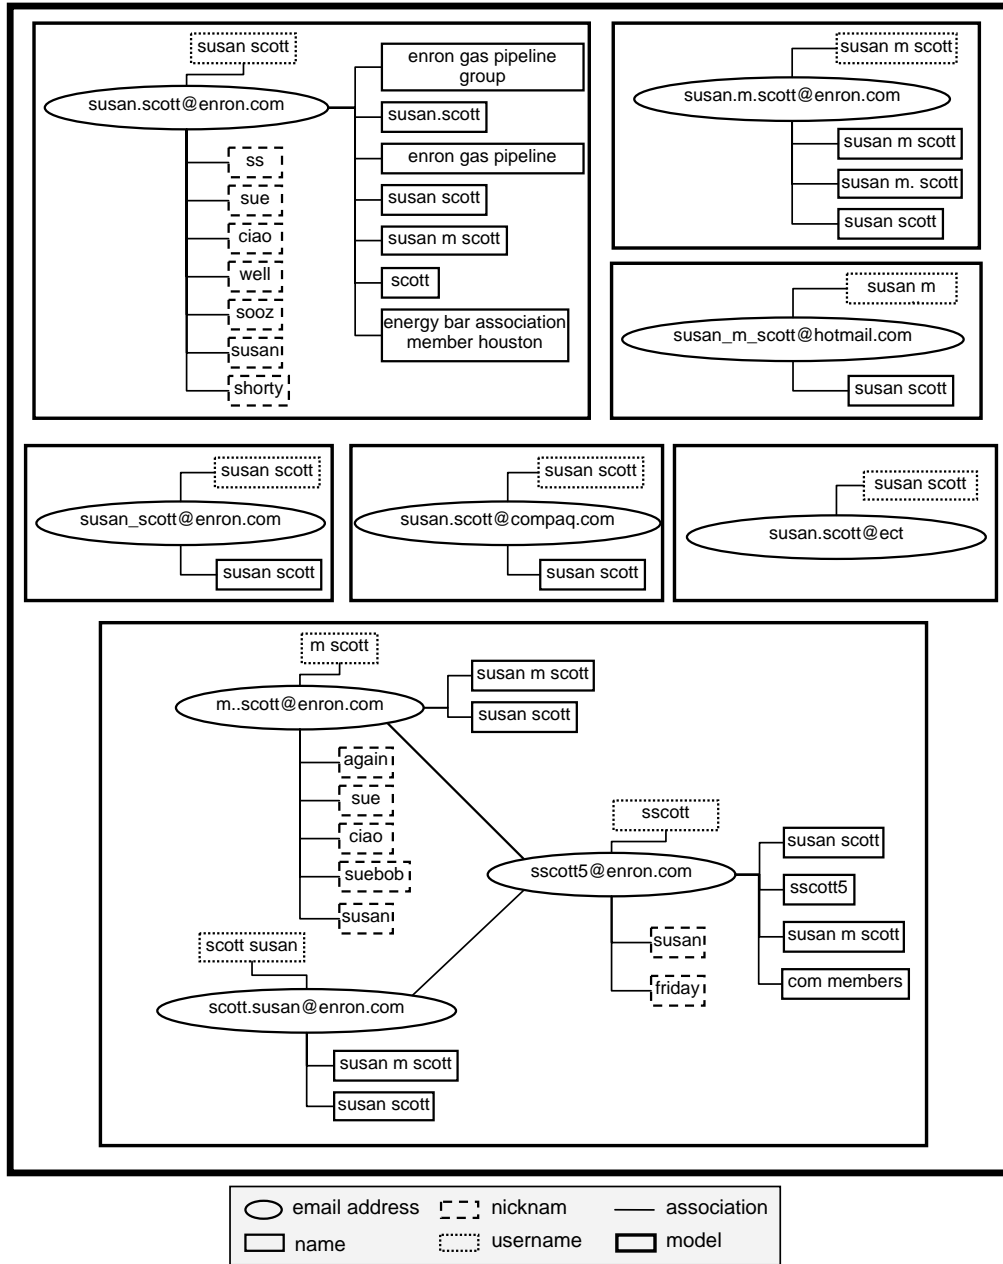 susan scott
susan.scott@enron.com
ss
sue
ciao
well
sooz
susan
shorty
enron gas pipeline
group
susan.scott
enron gas pipeline
susan scott
susan m scott
scott
energy bar association
member houston
susan m scott
susan.m.scott@enron.com
susan m scott
susan m. scott
susan scott
susan m
susan_m_scott@hotmail.com
susan scott
susan scott
susan_scott@enron.com
susan scott
susan scott
susan.scott@compaq.com
susan scott
susan scott
susan.scott@ect
m scott
m..scott@enron.com
susan m scott
susan scott
again
sue
ciao
suebob
susan
sscott
sscott5@enron.com
susan scott
sscott5
susan m scott
com members
susan
friday
scott susan
scott.susan@enron.com
susan m scott
susan scott
email address
nicknam
association
name
username
model